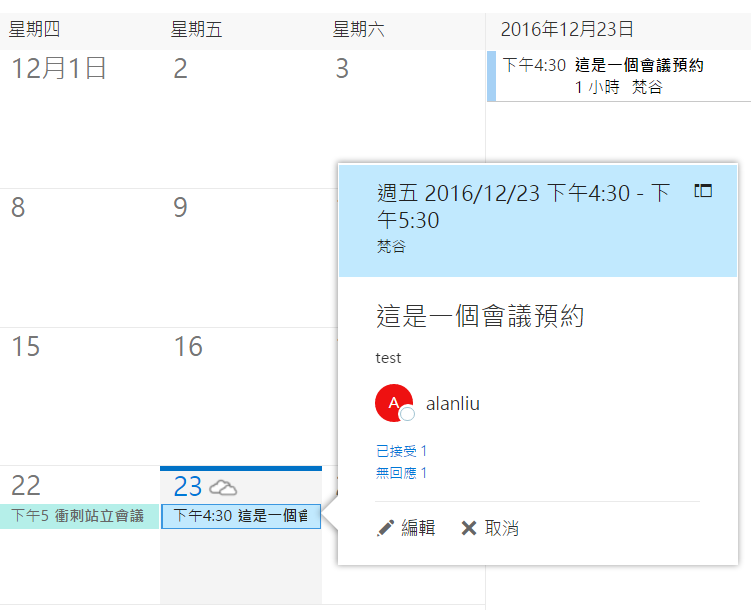 星期四
星期五
星期六
2016年12月23日
12月1日
2
3
下午4:30 這是一個會議預約
1 小時 梵谷
8
9
週五 2016/12/23 下午4:30 - 下
午5:30
梵谷
這是一個會議預約
test
15
16
A
alanliu
已接受 1
無回應 1
22
23
下午5 衝刺站立會議
下午4:30 這是一個會
編輯
取消